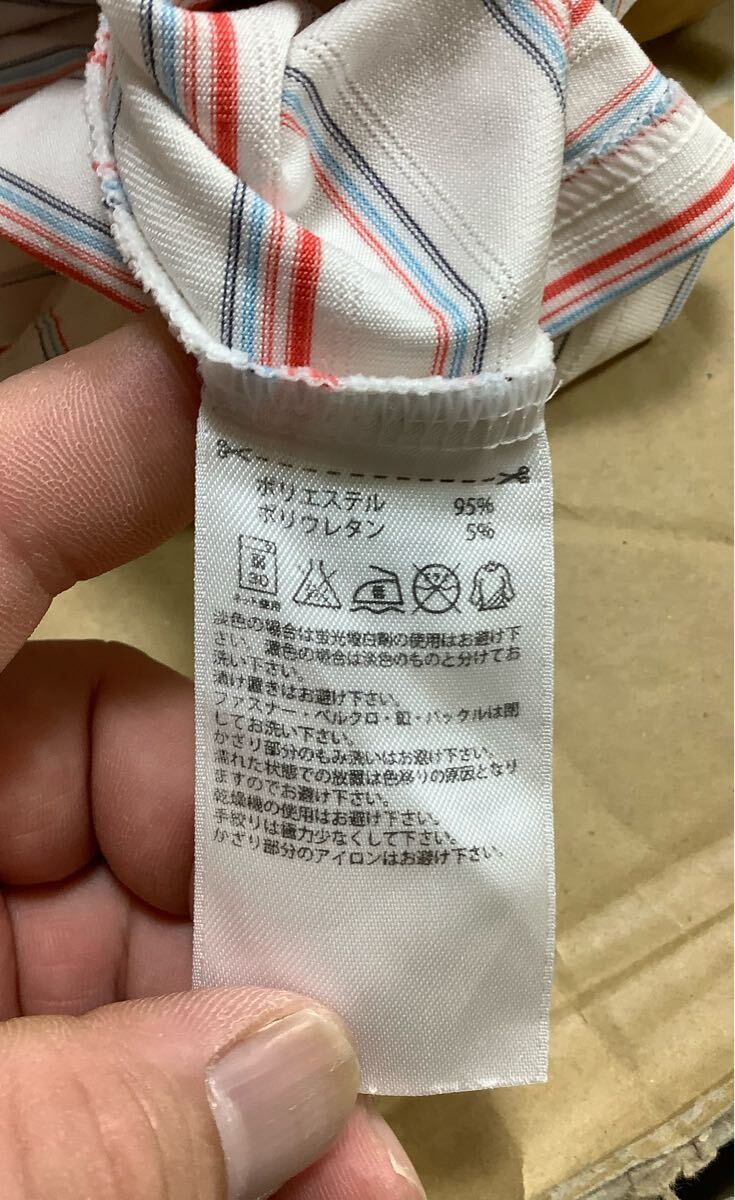 ポリエステル 95%
ポリウレタン 5%
弱
30
ネット使用
淡色の場合は蛍光増白剤の使用はお避け下
さい。濃色の場合は淡色のものと分けてお
洗い下さい。
漬け置きはお避け下さい。
ファスナー・ベルクロ・釦・バックルは閉
してお洗い下さい。
かざり部分のもみ洗いはお避け下さい。
濡れた状態での放置は色移りの原因となり
ますのでお避け下さい。
乾燥機の使用はお避け下さい。
手絞りは極力少なくして下さい。
かざり部分のアイロンはお避け下さい。